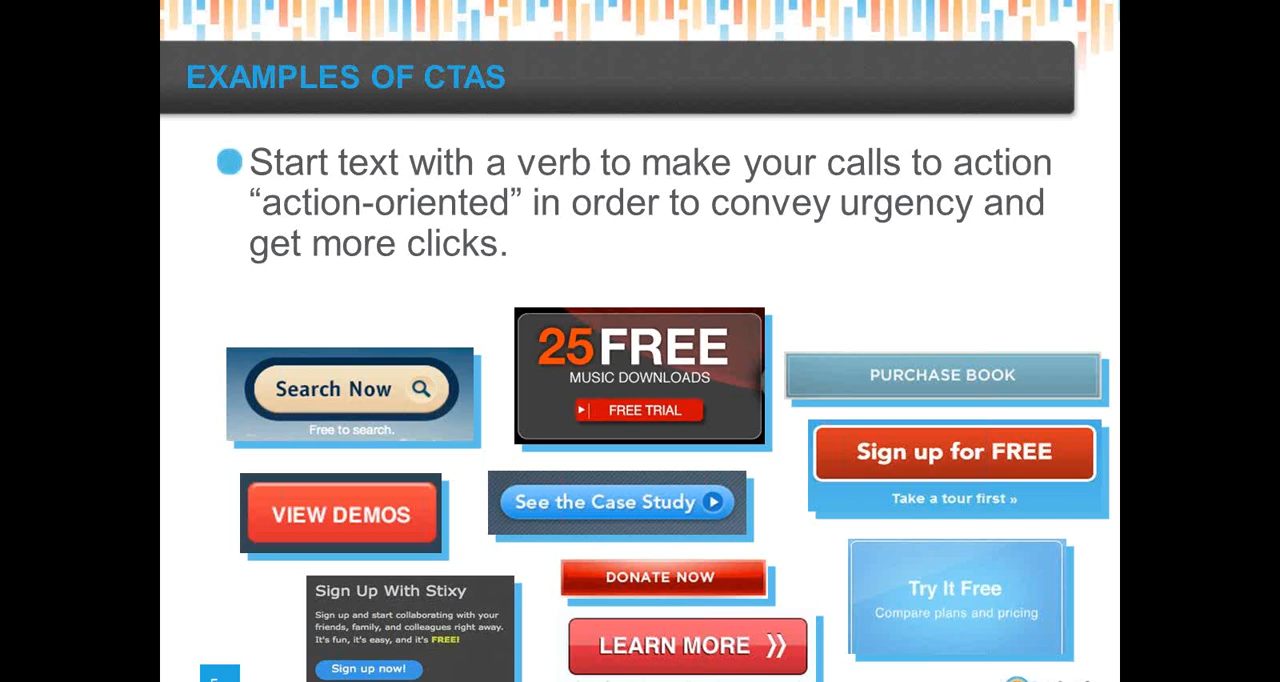 EXAMPLES OF CTAS
Start text with a verb to make your calls to action
“action-oriented” in order to convey urgency and
get more clicks.
Search Now
Free to search.
25 FREE
MUSIC DOWNLOADS
FREE TRIAL
PURCHASE BOOK
Sign up for FREE
Take a tour first »
VIEW DEMOS
See the Case Study
DONATE NOW
Try It Free
Compare plans and pricing
Sign Up With Stixy
Sign up and start collaborating with your
friends, family, and colleagues right away.
It's fun, it's easy, and it's FREE!
Sign up now!
LEARN MORE »